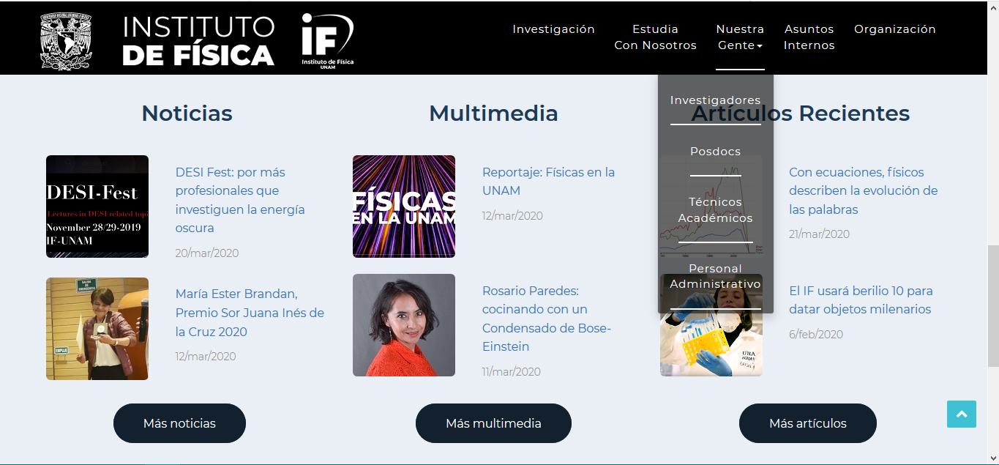 INSTITUTO
DE FÍSICA
iF
Instituto de Física
UNAM
Investigación
Estudia
Con Nosotros
Nuestra
Gente
Asuntos
Internos
Organización
Investigadores
Posdocs
Técnicos
Académicos
Personal
Administrativo
Noticias
DESI-Fest
Lectures in DESI related topi
November 28/29-2019
IF-UNAM
DESI Fest: por más
profesionales que
investiguen la energía
oscura
20/mar/2020
SALIDA
DE
EMERGENCIA
EMPUJE
María Ester Brandan,
Premio Sor Juana Inés de
la Cruz 2020
12/mar/2020
Más noticias
Multimedia
FÍSICAS
EN LA UNAM
Reportaje: Físicas en la
UNAM
12/mar/2020
Rosario Paredes:
cocinando con un
Condensado de Bose-
Einstein
11/mar/2020
Más multimedia
Artículos Recientes
Con ecuaciones, físicos
describen la evolución de
las palabras
21/mar/2020
El IF usará berilio 10 para
datar objetos milenarios
6/feb/2020
Más artículos